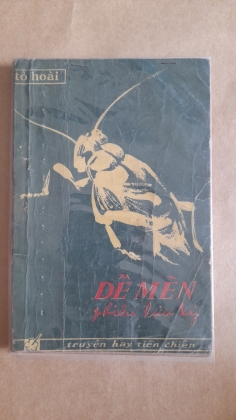 tô hoài
DẾ MÈN
phiêu lưu ký
truyện hay tiền chiến